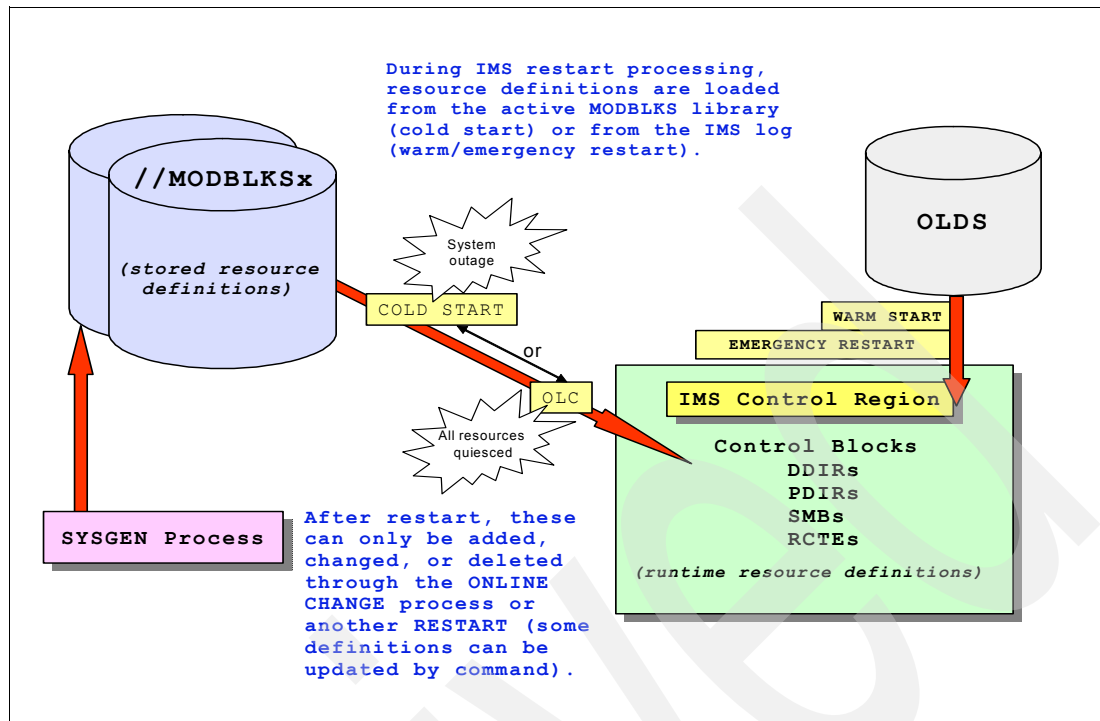 During IMS restart processing,
resource definitions are loaded
from the active MODBLKS library
(cold start) or from the IMS log
(warm/emergency restart).
//MODBLKSx
(stored resource
definitions)
OLDS
System
outage
COLD START
or
OLC
All resources
quiesced
WARM START
EMERGENCY RESTART
IMS Control Region
Control Blocks
DDIRs
PDIRs
SMBs
RCTEs
(runtime resource definitions)
SYSGEN Process
After restart, these
can only be added,
changed, or deleted
through the ONLINE
CHANGE process or
another RESTART (some
definitions can be
updated by command).